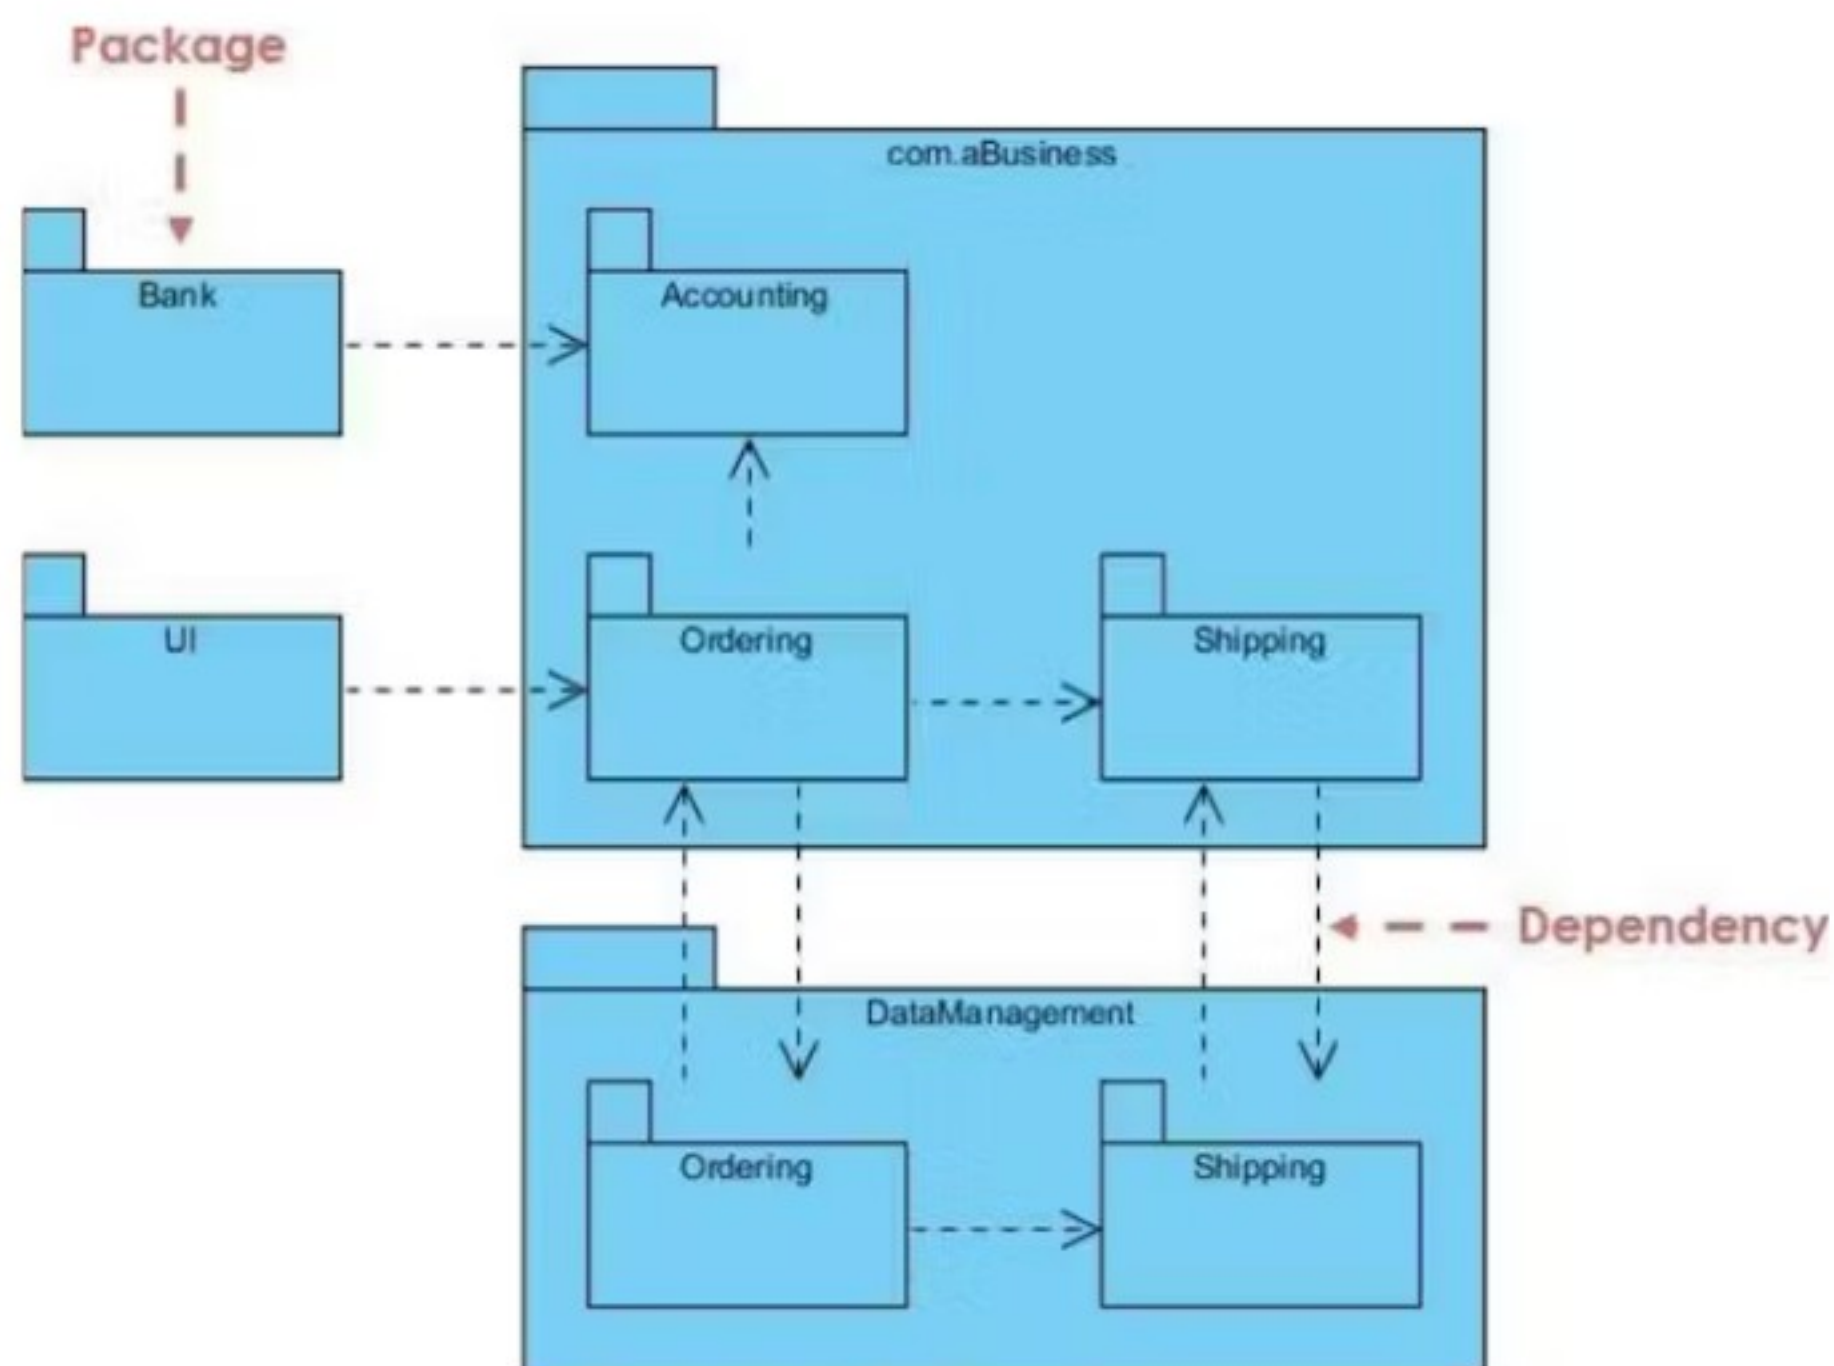 Package
com.aBusiness
Bank
Accounting
UI
Ordering
Shipping
Dependency
DataManagement
Ordering
Shipping